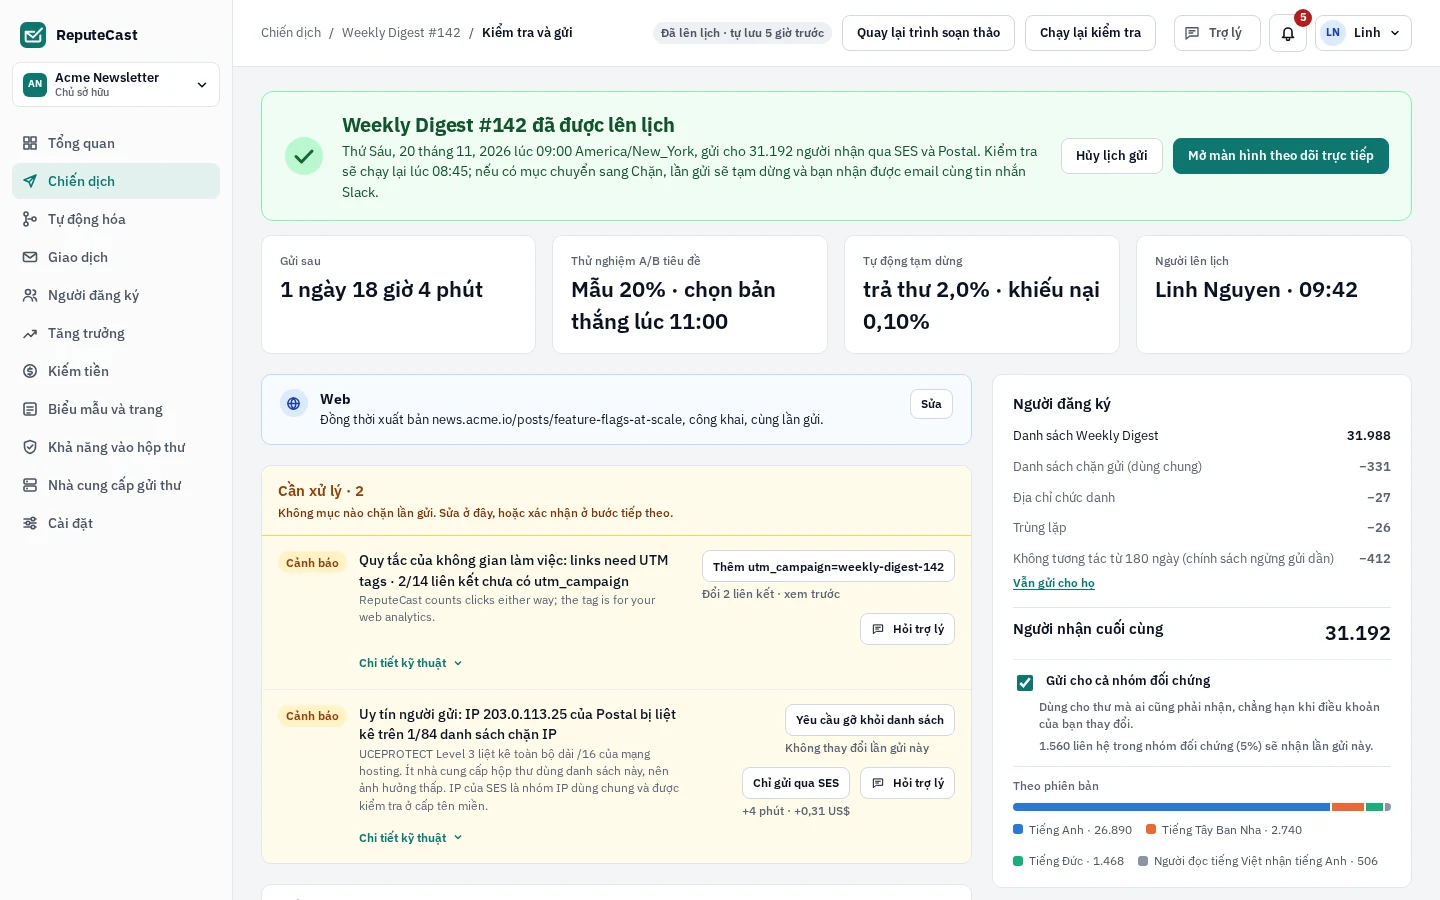 ReputeCast
AN
Acme Newsletter
Chủ sở hữu
Tổng quan
Chiến dịch
Tự động hóa
Giao dịch
Người đăng ký
Tăng trưởng
Kiếm tiền
Biểu mẫu và trang
Khả năng vào hộp thư
Nhà cung cấp gửi thư
Cài đặt
Chiến dịch / Weekly Digest #142 / Kiểm tra và gửi
Đã lên lịch · tự lưu 5 giờ trước
Quay lại trình soạn thảo
Chạy lại kiểm tra
Trợ lý
5
LN
Linh
Weekly Digest #142 đã được lên lịch
Thứ Sáu, 20 tháng 11, 2026 lúc 09:00 America/New_York, gửi cho 31.192 người nhận qua SES và Postal. Kiểm tra
sẽ chạy lại lúc 08:45; nếu có mục chuyển sang Chặn, lần gửi sẽ tạm dừng và bạn nhận được email cùng tin nhắn
Slack.
Hủy lịch gửi
Mở màn hình theo dõi trực tiếp
Gửi sau
1 ngày 18 giờ 4 phút
Thử nghiệm A/B tiêu đề
Mẫu 20% · chọn bản
thắng lúc 11:00
Tự động tạm dừng
trả thư 2,0% · khiếu nại
0,10%
Người lên lịch
Linh Nguyen · 09:42
Web
Đồng thời xuất bản news.acme.io/posts/feature-flags-at-scale, công khai, cùng lần gửi.
Sửa
Cần xử lý · 2
Không mục nào chặn lần gửi. Sửa ở đây, hoặc xác nhận ở bước tiếp theo.
Cảnh báo
Quy tắc của không gian làm việc: links need UTM
tags · 2/14 liên kết chưa có utm_campaign
ReputeCast counts clicks either way; the tag is for your
web analytics.
Chi tiết kỹ thuật
Thêm utm_campaign=weekly-digest-142
Đổi 2 liên kết · xem trước
Hỏi trợ lý
Cảnh báo
Uy tín người gửi: IP 203.0.113.25 của Postal bị liệt
kê trên 1/84 danh sách chặn IP
UCEPROTECT Level 3 liệt kê toàn bộ dải /16 của mạng
hosting. Ít nhà cung cấp hộp thư dùng danh sách này, nên
ảnh hưởng thấp. IP của SES là nhóm IP dùng chung và được
kiểm tra ở cấp tên miền.
Chi tiết kỹ thuật
Yêu cầu gỡ khỏi danh sách
Không thay đổi lần gửi này
Chỉ gửi qua SES
Hỏi trợ lý
+4 phút · +0,31 US$
Người đăng ký
Danh sách Weekly Digest 31.988
Danh sách chặn gửi (dùng chung) −331
Địa chỉ chức danh −27
Trùng lặp −26
Không tương tác từ 180 ngày (chính sách ngừng gửi dần) −412
Vẫn gửi cho họ
Người nhận cuối cùng 31.192
Gửi cho cả nhóm đối chứng
Dùng cho thư mà ai cũng phải nhận, chẳng hạn khi điều khoản
của bạn thay đổi.
1.560 liên hệ trong nhóm đối chứng (5%) sẽ nhận lần gửi này.
Theo phiên bản
Tiếng Anh · 26.890 Tiếng Tây Ban Nha · 2.740
Tiếng Đức · 1.468 Người đọc tiếng Việt nhận tiếng Anh · 506